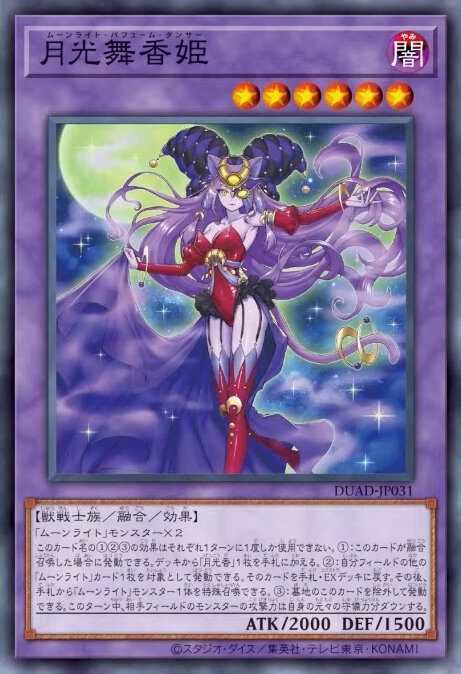 ムーンライト・パフューム・ダンサー
月光舞香姫
やみ
闇
DUAD-JP031
【獣戦士族／融合／効果】
「ムーンライト」モンスター×2
このカード名の①②③の効果はそれぞれ1ターンに1度しか使用できない。①：このカードが融合
召喚した場合に発動できる。デッキから「月光香」1枚を手札に加える。②：自分フィールドの他の
「ムーンライト」カード1枚を対象として発動できる。そのカードを手札・EXデッキに戻す。その後、
手札から「ムーンライト」モンスター1体を特殊召喚できる。③：墓地のこのカードを除外して発動
できる。このターン中、相手フィールドのモンスターの攻撃力は自身の元々の守備力分ダウンする。
ATK/2000 DEF/1500
©スタジオ・ダイス／集英社・テレビ東京・KONAMI